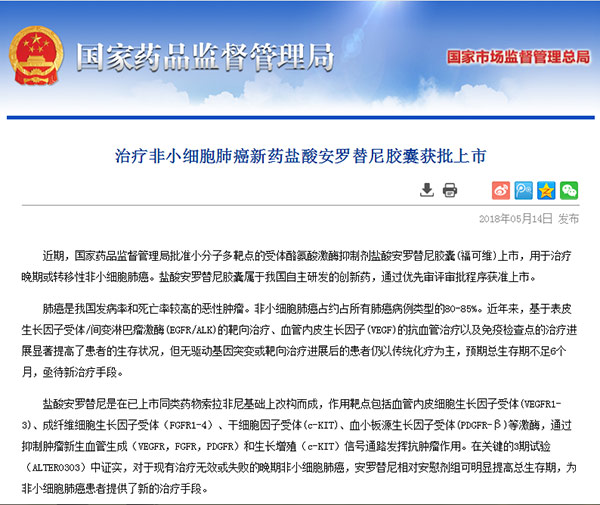 国家药品监督管理局
国家市场监督管理总局
治疗非小细胞肺癌新药盐酸安罗替尼胶囊获批上市
2018年05月14日 发布
近期，国家药品监督管理局批准小分子多靶点的受体酪氨酸激酶抑制剂盐酸安罗替尼胶囊(福可维)上市，用于治疗
晚期或转移性非小细胞肺癌。盐酸安罗替尼胶囊属于我国自主研发的创新药，通过优先审评审批程序获准上市。
肺癌是我国发病率和死亡率较高的恶性肿瘤。非小细胞肺癌占约占所有肺癌病例类型的80-85%。近年来，基于表皮
生长因子受体/间变淋巴瘤激酶(EGFR/ALK)的靶向治疗、血管内皮生长因子(VEGF)的抗血管治疗以及免疫检查点的治疗进
展显著提高了患者的生存状况，但无驱动基因突变或靶向治疗进展后的患者仍以传统化疗为主，预期总生存期不足6个
月，亟待新治疗手段。
盐酸安罗替尼是在已上市同类药物索拉非尼基础上改构而成，作用靶点包括血管内皮细胞生长因子受体(VEGFR1-
3)、成纤维细胞生长因子受体（FGFR1-4）、干细胞因子受体(c-KIT)、血小板源生长因子受体(PDGFR-β)等激酶，通过
抑制肿瘤新生血管生成（VEGFR，FGFR，PDGFR）和生长增殖（c-KIT）信号通路发挥抗肿瘤作用。在关键的3期试验
（ALTER0303）中证实，对于现有治疗无效或失败的晚期非小细胞肺癌，安罗替尼相对安慰剂组可明显提高总生存期，为
非小细胞肺癌患者提供了新的治疗手段。